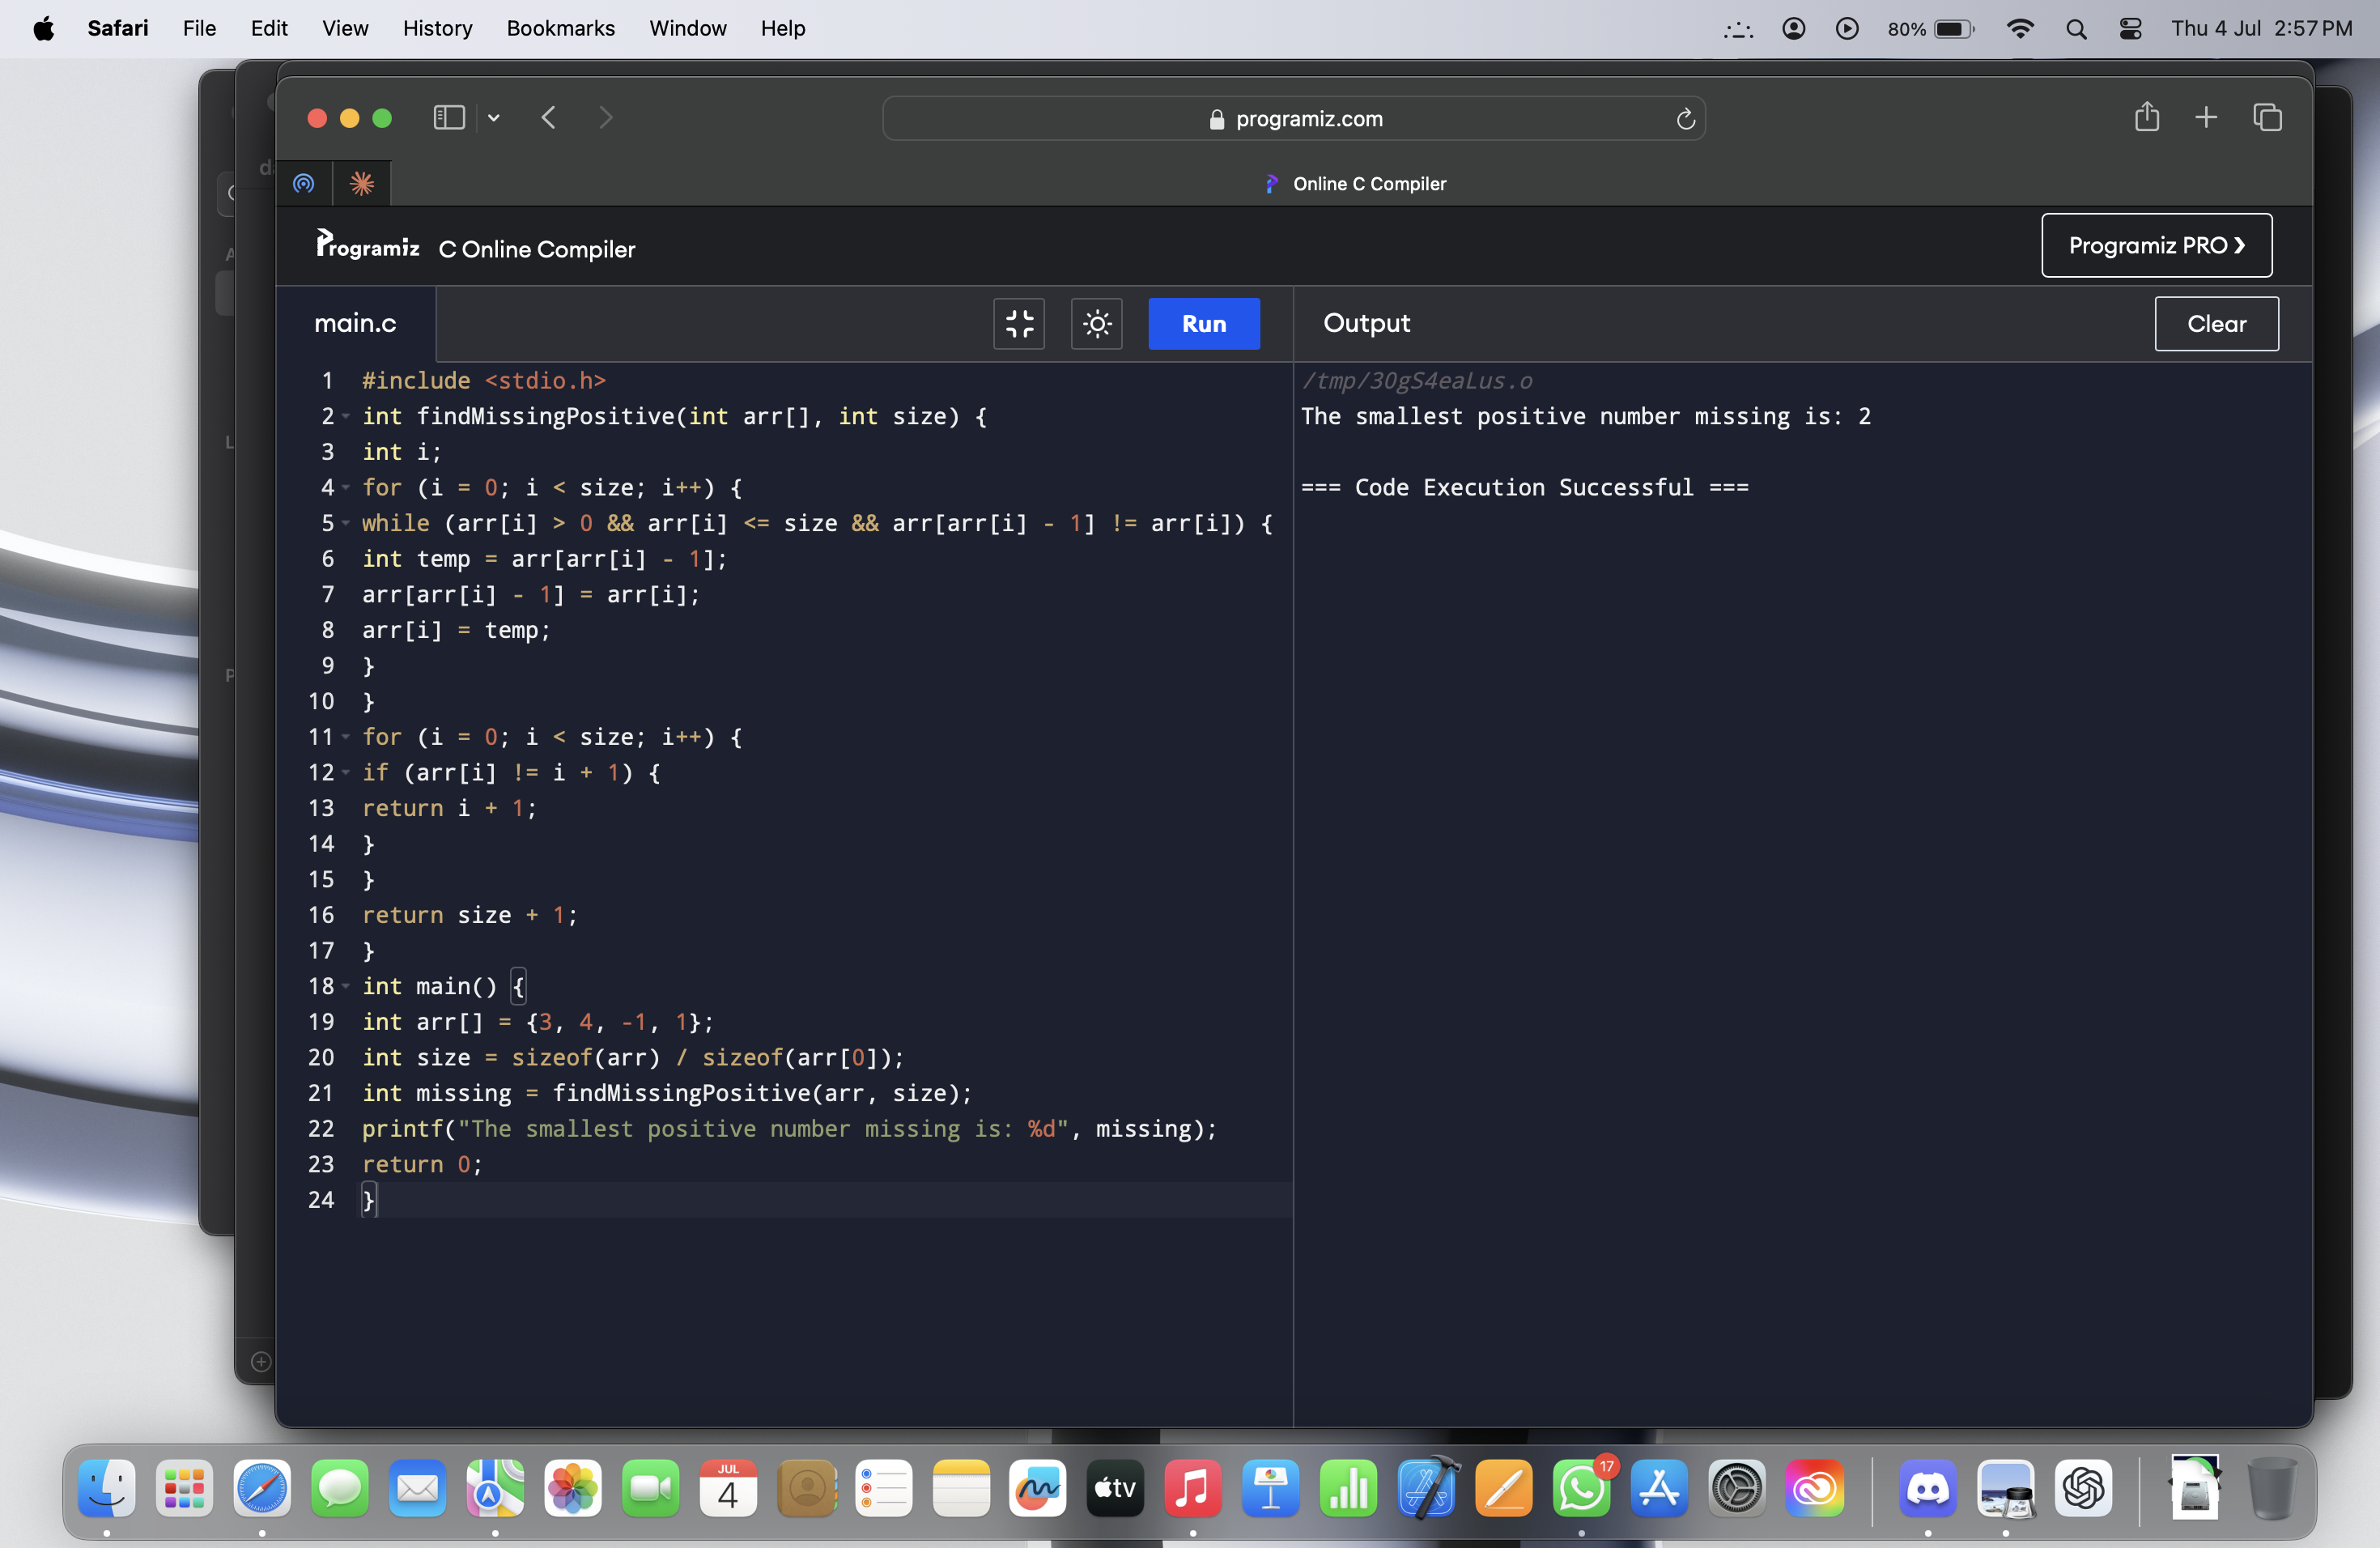 Safari File Edit View History Bookmarks Window Help 80% Thu 4 Jul 2:57 PM
programiz.com
Online C Compiler
Programiz C Online Compiler Programiz PRO ❯
main.c Run Output Clear
1 #include <stdio.h>
2 int findMissingPositive(int arr[], int size) {
3 int i;
4 for (i = 0; i < size; i++) {
5 while (arr[i] > 0 && arr[i] <= size && arr[arr[i] - 1] != arr[i]) {
6 int temp = arr[arr[i] - 1];
7 arr[arr[i] - 1] = arr[i];
8 arr[i] = temp;
9 }
10 }
11 for (i = 0; i < size; i++) {
12 if (arr[i] != i + 1) {
13 return i + 1;
14 }
15 }
16 return size + 1;
17 }
18 int main() {
19 int arr[] = {3, 4, -1, 1};
20 int size = sizeof(arr) / sizeof(arr[0]);
21 int missing = findMissingPositive(arr, size);
22 printf("The smallest positive number missing is: %d", missing);
23 return 0;
24 }
/tmp/30gS4eaLus.o
The smallest positive number missing is: 2
=== Code Execution Successful ===
JUL
4
tv
17